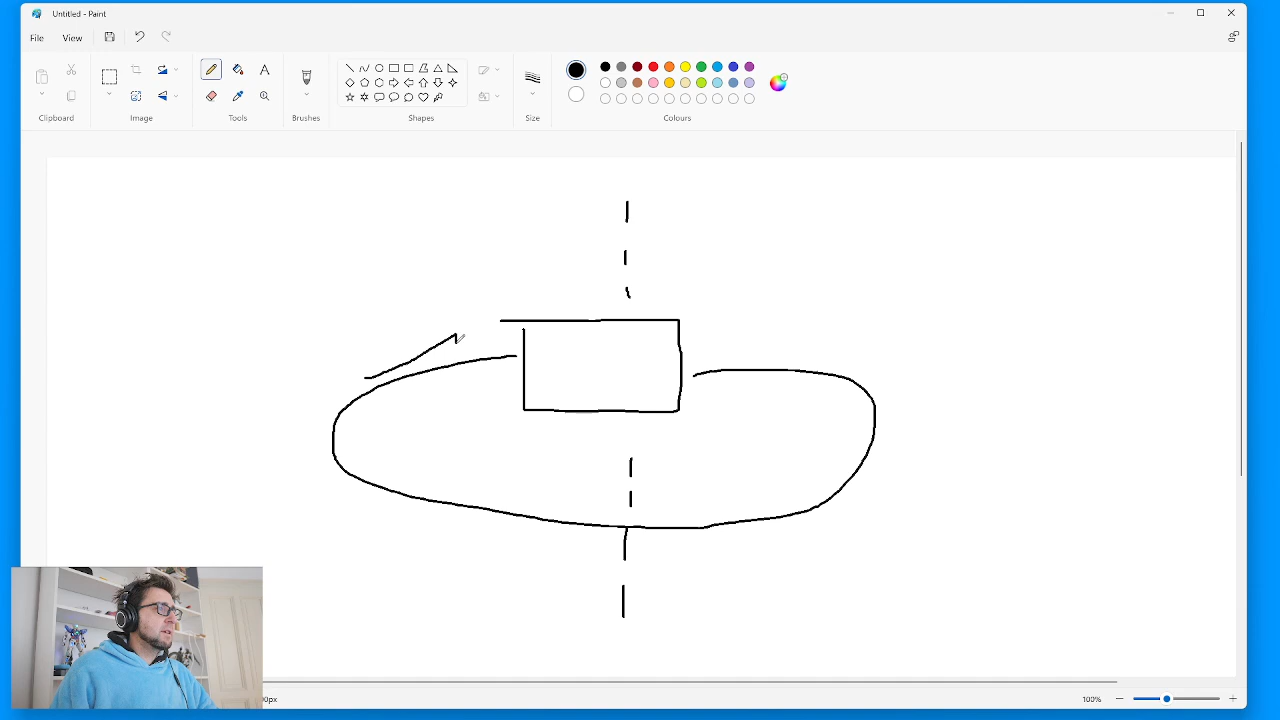 Untitled - Paint
File View
Clipboard Image Tools Brushes Shapes Size Colours
100%